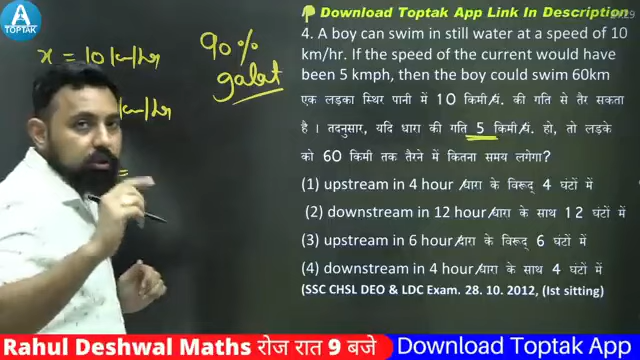 Download Toptak App Link In Description
TOPTAK
x = 10 km/hr
90%
galat
km/hr
=
4. A boy can swim in still water at a speed of 10
km/hr. If the speed of the current would have
been 5 kmph, then the boy could swim 60km
एक लड़का स्थिर पानी में 10 किमी/घं. की गति से तैर सकता
है । तदनुसार, यदि धारा की गति 5 किमी/घं. हो, तो लड़के
को 60 किमी तक तैरने में कितना समय लगेगा?
(1) upstream in 4 hour/धारा के विरूद् 4 घंटों में
(2) downstream in 12 hour/धारा के साथ 12 घंटों में
(3) upstream in 6 hour/धारा के विरूद् 6 घंटों में
(4) downstream in 4 hour/धारा के साथ 4 घंटों में
(SSC CHSL DEO & LDC Exam. 28. 10. 2012, (Ist sitting)
Rahul Deshwal Maths रोज रात 9 बजे
Download Toptak App